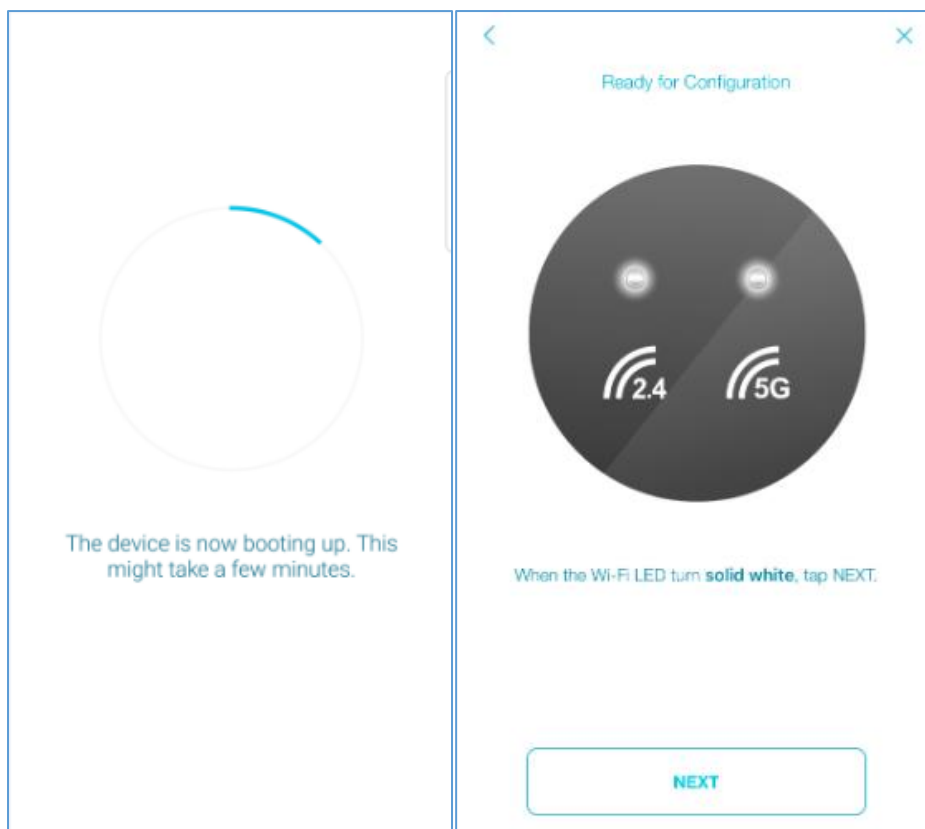 The device is now booting up. This
might take a few minutes.
Ready for Configuration
2.4
5G
When the Wi-Fi LED turn solid white, tap NEXT.
NEXT